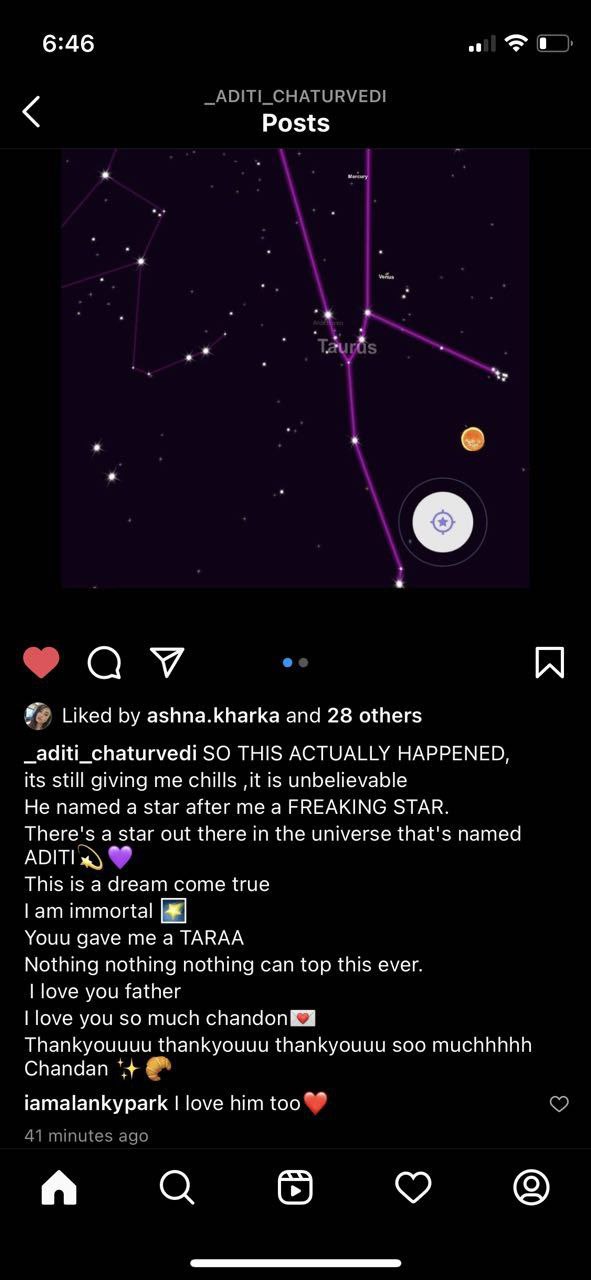 6:46
_ADITI_CHATURVEDI
Posts
Mercury
Venus
Taurus
Liked by ashna.kharka and 28 others
_aditi_chaturvedi SO THIS ACTUALLY HAPPENED,
its still giving me chills ,it is unbelievable
He named a star after me a FREAKING STAR.
There's a star out there in the universe that's named
ADITI💫💜
This is a dream come true
I am immortal 🌟
Youu gave me a TARAA
Nothing nothing nothing can top this ever.
I love you father
I love you so much chandon💌
Thankyouuuu thankyouuu thankyouuu soo muchhhhh
Chandan ✨🥐
iamalankypark I love him too❤️
41 minutes ago